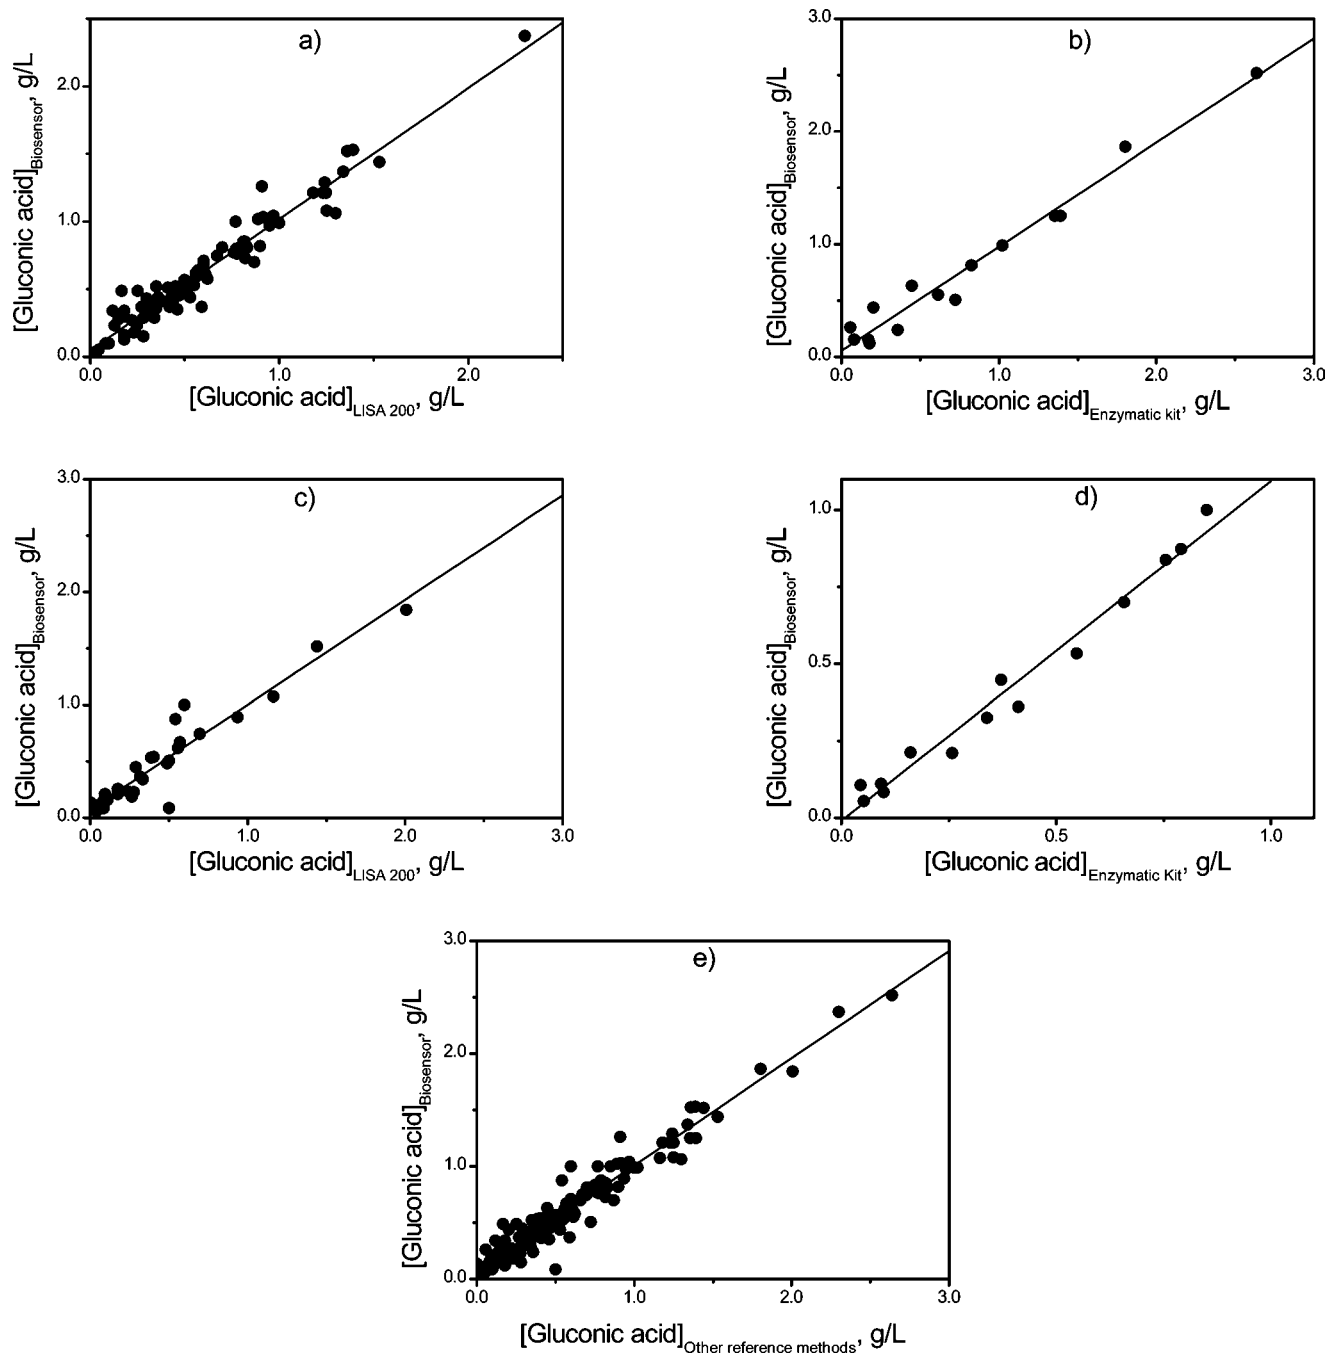 a)
[Gluconic acid]Biosensor, g/L
2.0
1.0
0.0
0.0 1.0 2.0
[Gluconic acid]LISA 200, g/L
b)
[Gluconic acid]Biosensor, g/L
3.0
2.0
1.0
0.0
0.0 1.0 2.0 3.0
[Gluconic acid]Enzymatic kit, g/L
c)
[Gluconic acid]Biosensor, g/L
3.0
2.0
1.0
0.0
0.0 1.0 2.0 3.0
[Gluconic acid]LISA 200, g/L
d)
[Gluconic acid]Biosensor, g/L
1.0
0.5
0.0
0.0 0.5 1.0
[Gluconic acid]Enzymatic Kit, g/L
e)
[Gluconic acid]Biosensor, g/L
3.0
2.0
1.0
0.0
0.0 1.0 2.0 3.0
[Gluconic acid]Other reference methods, g/L